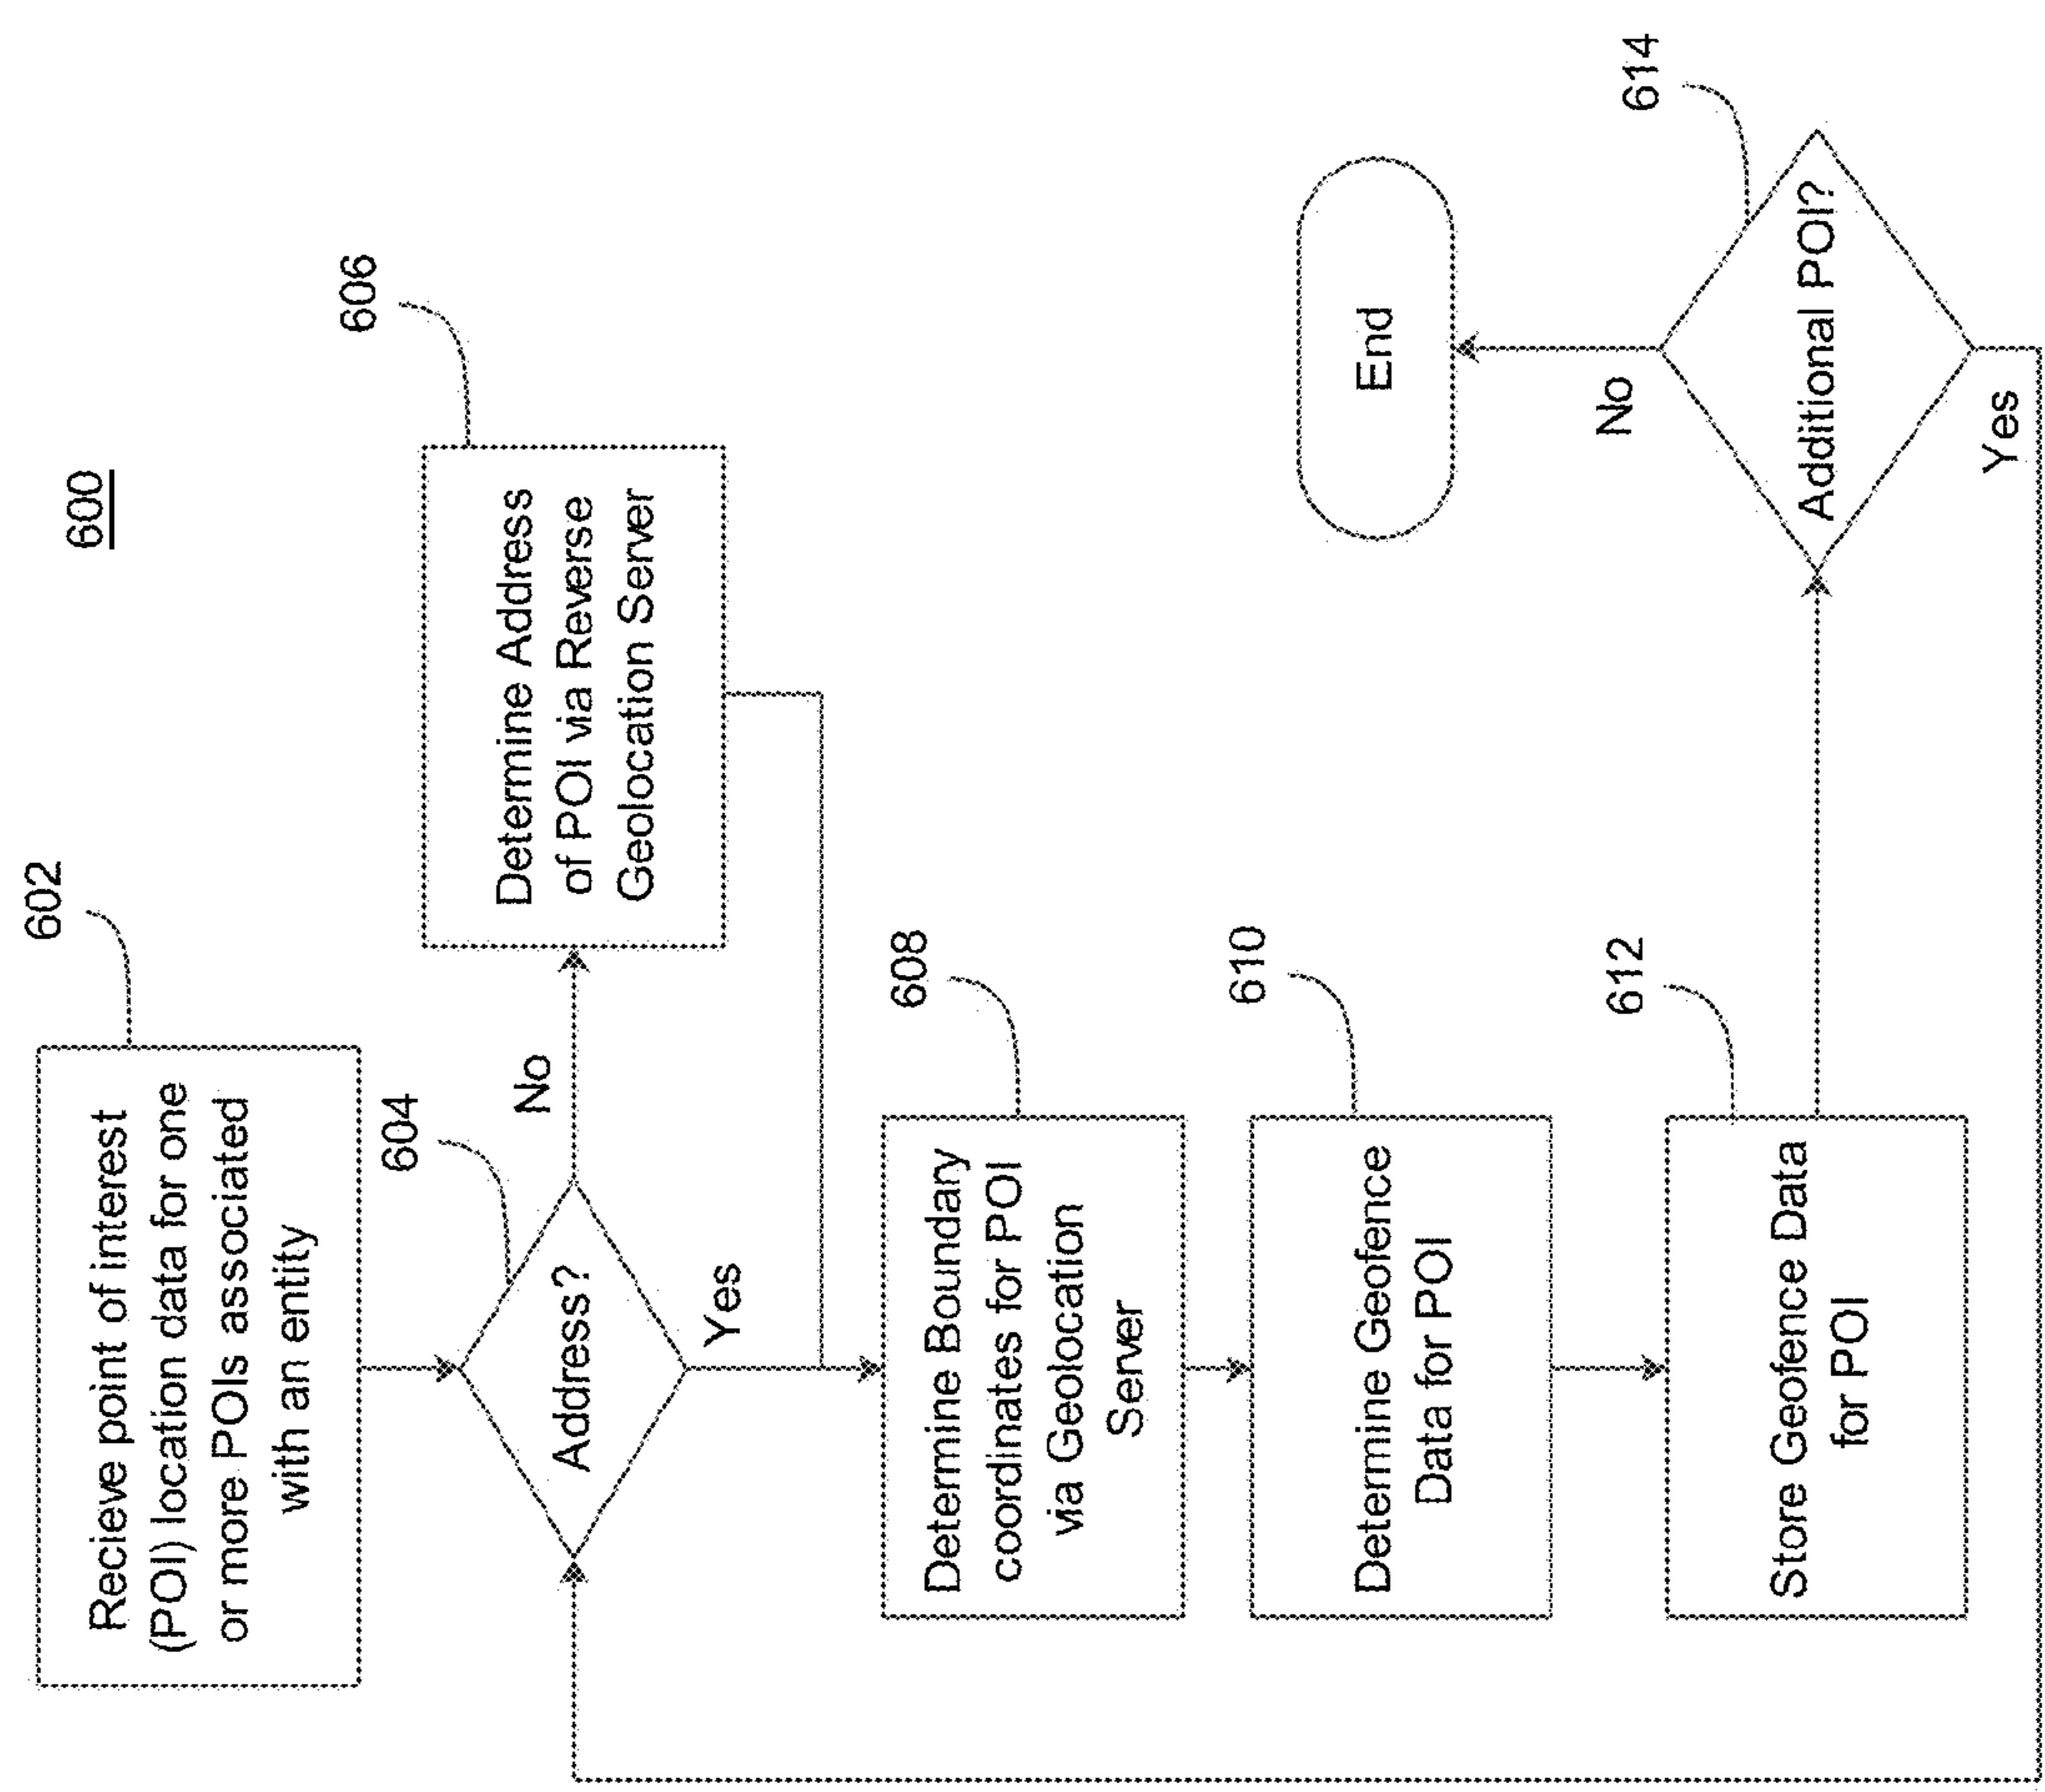 600
602
Recieve point of interest
(POI) location data for one
or more POIs associated
with an entity
604
Address?
No
Yes
606
Determine Address
of POI via Reverse
Geolocation Server
608
Determine Boundary
coordinates for POI
via Geolocation
Server
610
Determine Geofence
Data for POI
612
Store Geofence Data
for POI
614
Additional POI?
No
Yes
End